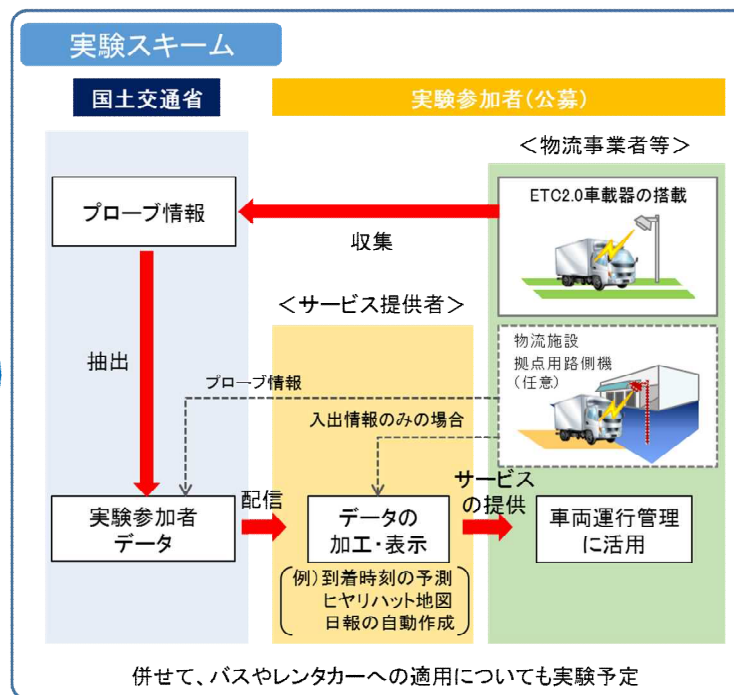 実験スキーム
国土交通省
実験参加者(公募)
＜物流事業者等＞
ETC2.0車載器の搭載
プローブ情報
収集
＜サービス提供者＞
物流施設
拠点用路側機
(任意)
抽出
プローブ情報
入出情報のみの場合
サービス
の提供
配信
実験参加者
データ
データの
加工・表示
車両運行管理
に活用
(例)到着時刻の予測
ヒヤリハット地図
日報の自動作成
併せて、バスやレンタカーへの適用についても実験予定